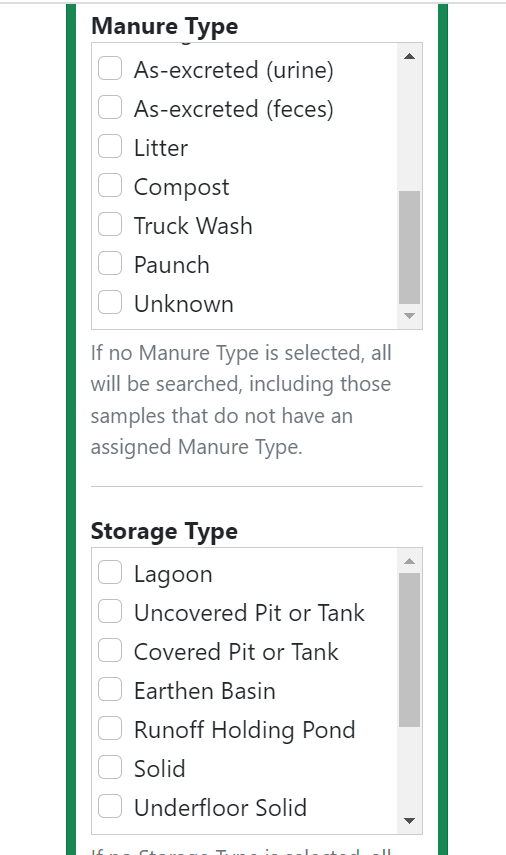 Manure Type
As-excreted (urine)
As-excreted (feces)
Litter
Compost
Truck Wash
Paunch
Unknown
If no Manure Type is selected, all
will be searched, including those
samples that do not have an
assigned Manure Type.
Storage Type
Lagoon
Uncovered Pit or Tank
Covered Pit or Tank
Earthen Basin
Runoff Holding Pond
Solid
Underfloor Solid
If no Storage Type is selected, all